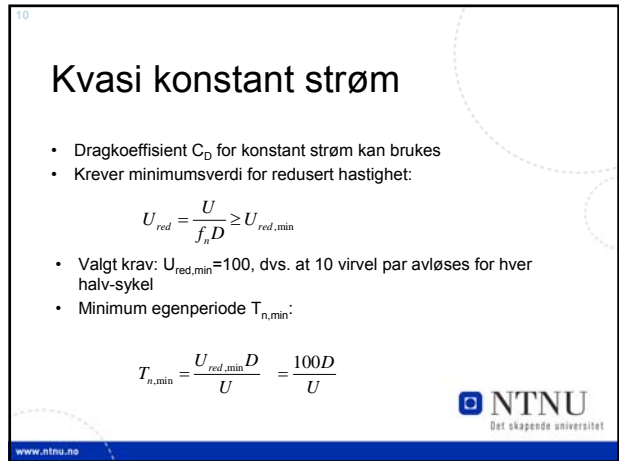 10
Kvasi konstant strøm
• Dragkoeffisient C_D for konstant strøm kan brukes
• Krever minimumsverdi for redusert hastighet:
U_red = U / (f_n D) ≥ U_red,min
• Valgt krav: U_red,min=100, dvs. at 10 virvel par avløses for hver
halv-sykel
• Minimum egenperiode T_n,min:
T_n,min = U_red,min D / U = 100D / U
NTNU
Det skapende universitet
www.ntnu.no